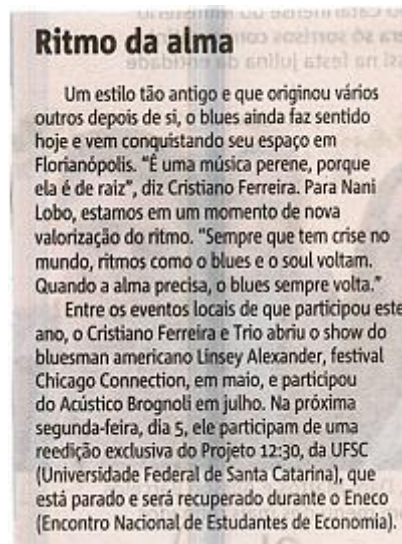 Ritmo da alma
Um estilo tão antigo e que originou vários
outros depois de si, o blues ainda faz sentido
hoje e vem conquistando seu espaço em
Florianópolis. “É uma música perene, porque
ela é de raiz”, diz Cristiano Ferreira. Para Nani
Lobo, estamos em um momento de nova
valorização do ritmo. “Sempre que tem crise no
mundo, ritmos como o blues e o soul voltam.
Quando a alma precisa, o blues sempre volta.”
Entre os eventos locais de que participou este
ano, o Cristiano Ferreira e Trio abriu o show do
bluesman americano Linsey Alexander, festival
Chicago Connection, em maio, e participou
do Acústico Brognoli em julho. Na próxima
segunda-feira, dia 5, ele participam de uma
reedição exclusiva do Projeto 12:30, da UFSC
(Universidade Federal de Santa Catarina), que
está parado e será recuperado durante o Eneco
(Encontro Nacional de Estudantes de Economia).